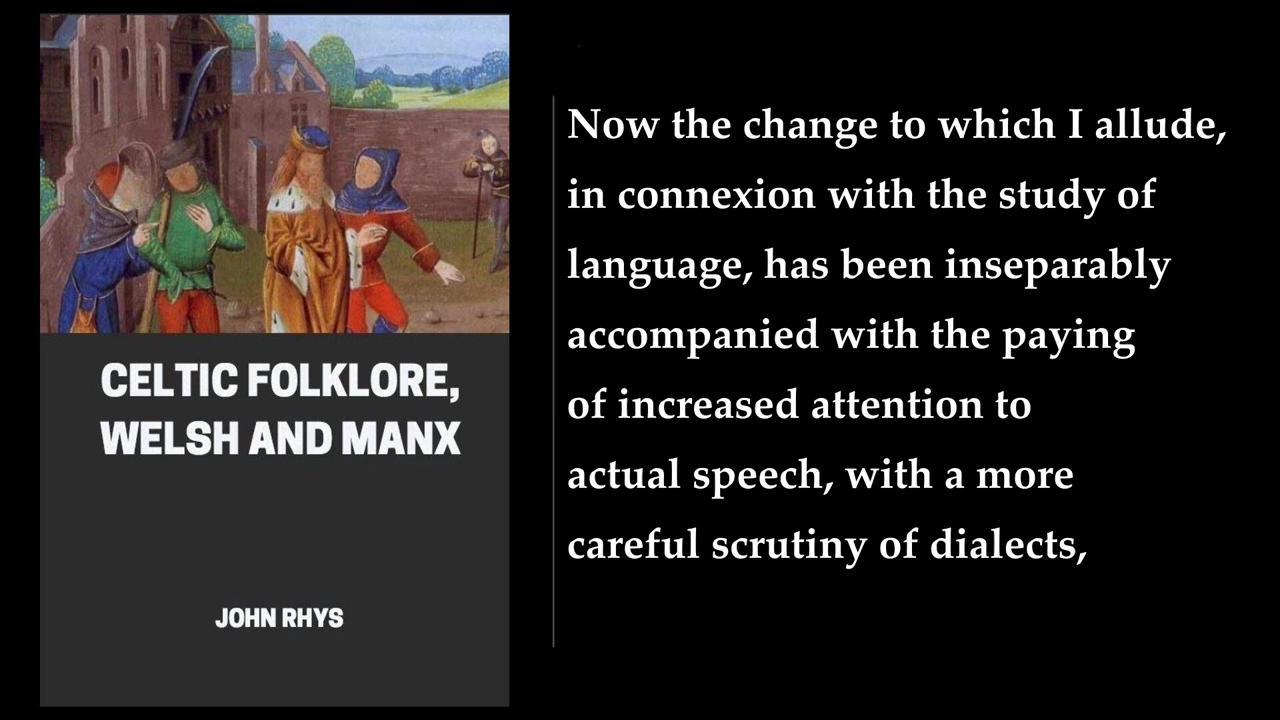 CELTIC FOLKLORE,
WELSH AND MANX
JOHN RHYS
Now the change to which I allude,
in connexion with the study of
language, has been inseparably
accompanied with the paying
of increased attention to
actual speech, with a more
careful scrutiny of dialects,